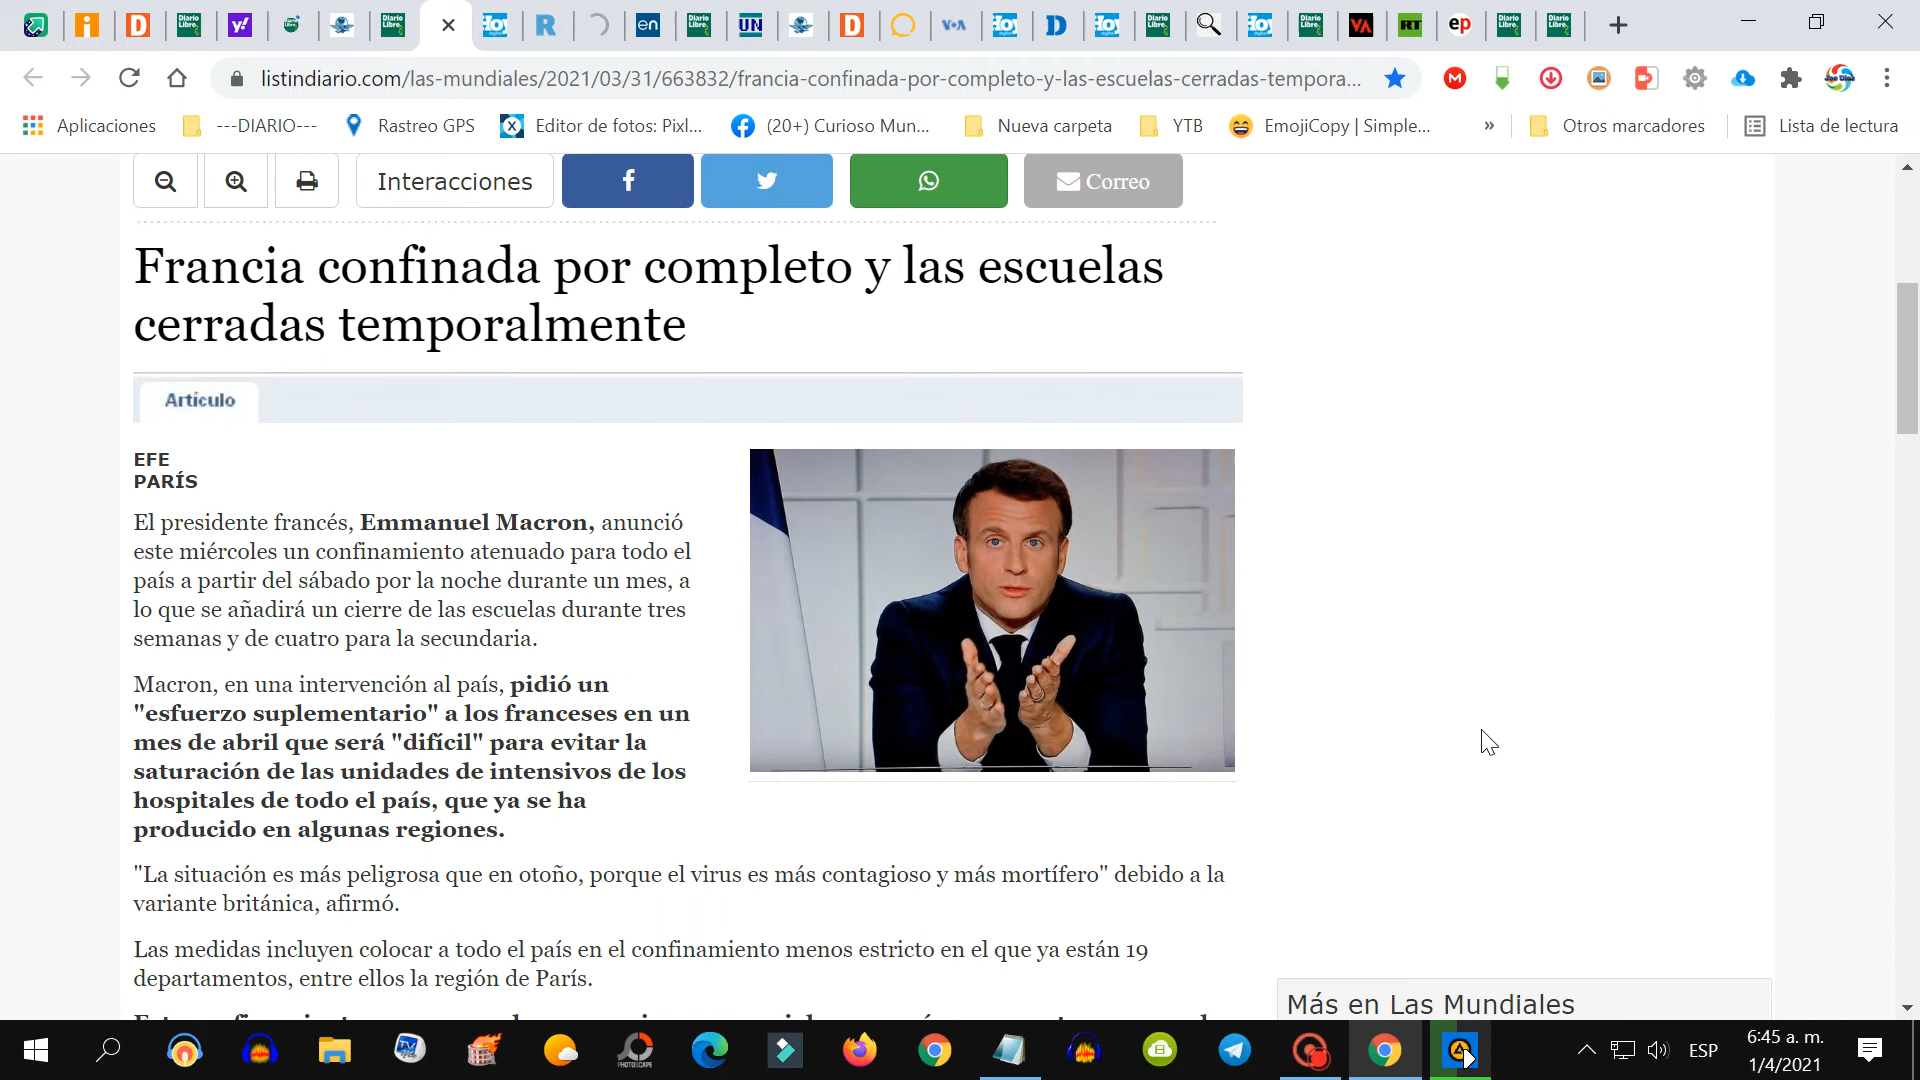 listindiario.com/las-mundiales/2021/03/31/663832/francia-confinada-por-completo-y-las-escuelas-cerradas-tempora...
Aplicaciones
---DIARIO---
Rastreo GPS
Editor de fotos: Pixl...
(20+) Curioso Mun...
Nueva carpeta
YTB
EmojiCopy | Simple...
»
Otros marcadores
Lista de lectura
Interacciones
Correo
Francia confinada por completo y las escuelas
cerradas temporalmente
Artículo
EFE
PARÍS
El presidente francés, Emmanuel Macron, anunció
este miércoles un confinamiento atenuado para todo el
país a partir del sábado por la noche durante un mes, a
lo que se añadirá un cierre de las escuelas durante tres
semanas y de cuatro para la secundaria.
Macron, en una intervención al país, pidió un
"esfuerzo suplementario" a los franceses en un
mes de abril que será "difícil" para evitar la
saturación de las unidades de intensivos de los
hospitales de todo el país, que ya se ha
producido en algunas regiones.
"La situación es más peligrosa que en otoño, porque el virus es más contagioso y más mortífero" debido a la
variante británica, afirmó.
Las medidas incluyen colocar a todo el país en el confinamiento menos estricto en el que ya están 19
departamentos, entre ellos la región de París.
Más en Las Mundiales
ESP
6:45 a. m.
1/4/2021